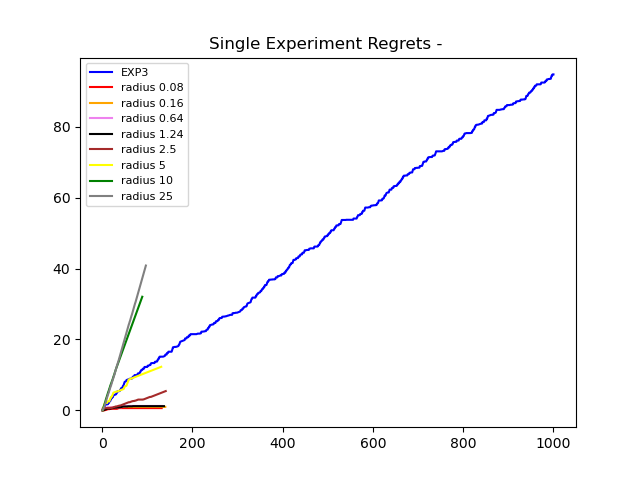 Single Experiment Regrets -
EXP3
radius 0.08
radius 0.16
radius 0.64
radius 1.24
radius 2.5
radius 5
radius 10
radius 25
80
60
40
20
0
0 200 400 600 800 1000